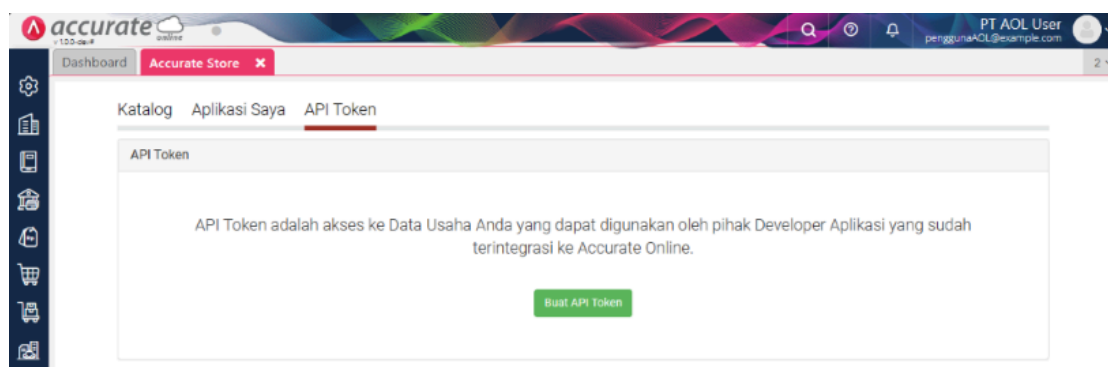 accurate
online
PT AOL User
penggunaAOL@example.com
Dashboard
Accurate Store
2
Katalog
Aplikasi Saya
API Token
API Token
API Token adalah akses ke Data Usaha Anda yang dapat digunakan oleh pihak Developer Aplikasi yang sudah
terintegrasi ke Accurate Online.
Buat API Token